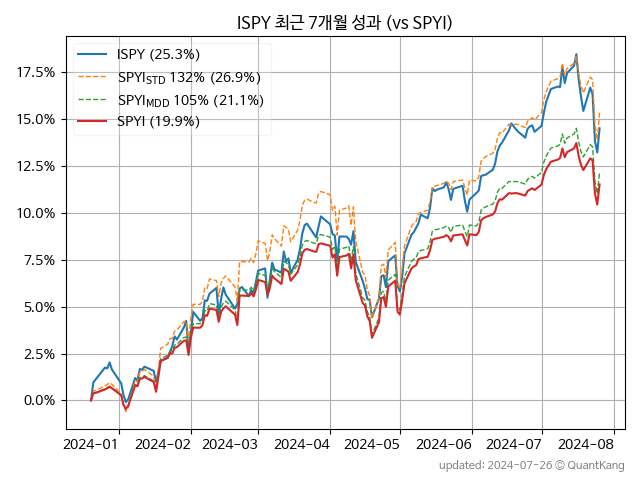 ISPY 최근 7개월 성과 (vs SPYI)
ISPY (25.3%)
SPYI_STD 132% (26.9%)
SPYI_MDD 105% (21.1%)
SPYI (19.9%)
17.5%
15.0%
12.5%
10.0%
7.5%
5.0%
2.5%
0.0%
2024-01 2024-02 2024-03 2024-04 2024-05 2024-06 2024-07 2024-08
updated: 2024-07-26 © QuantKang